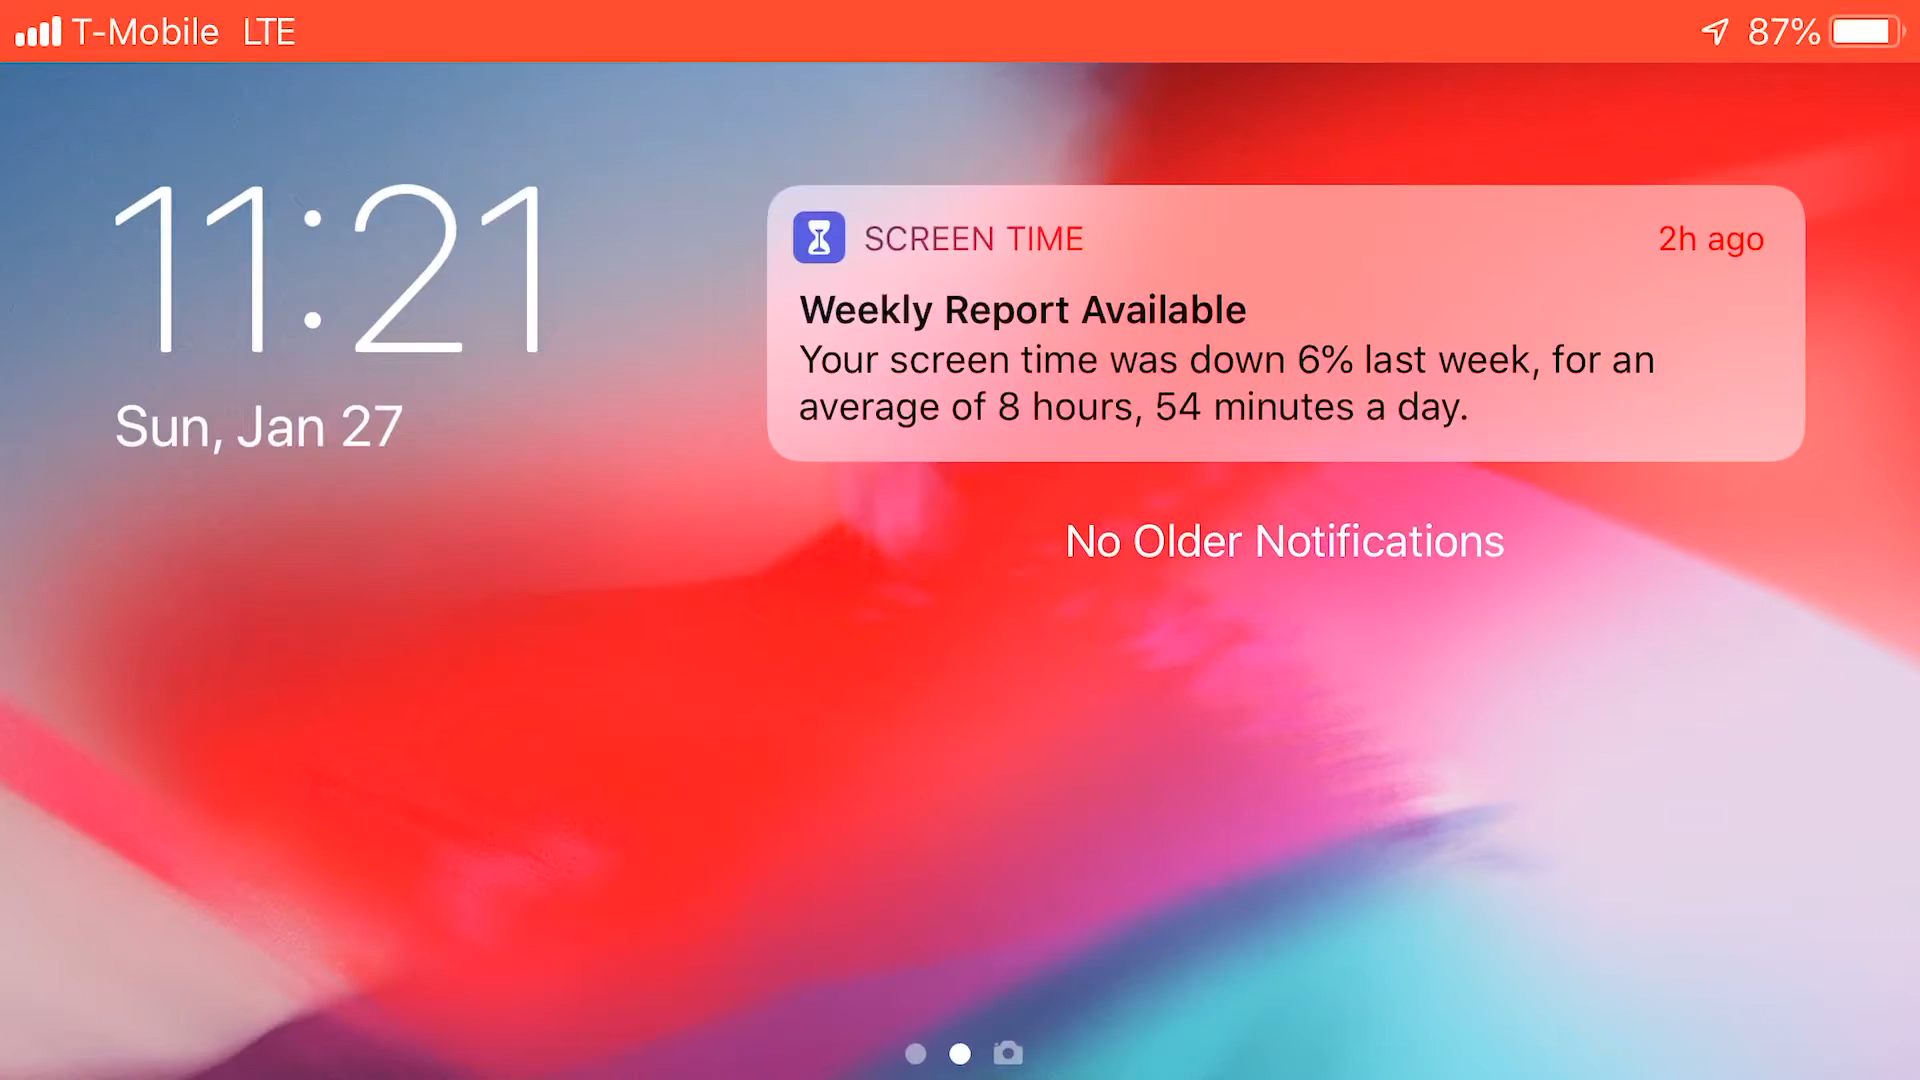 T-Mobile LTE
87%
11:21
Sun, Jan 27
SCREEN TIME
2h ago
Weekly Report Available
Your screen time was down 6% last week, for an
average of 8 hours, 54 minutes a day.
No Older Notifications